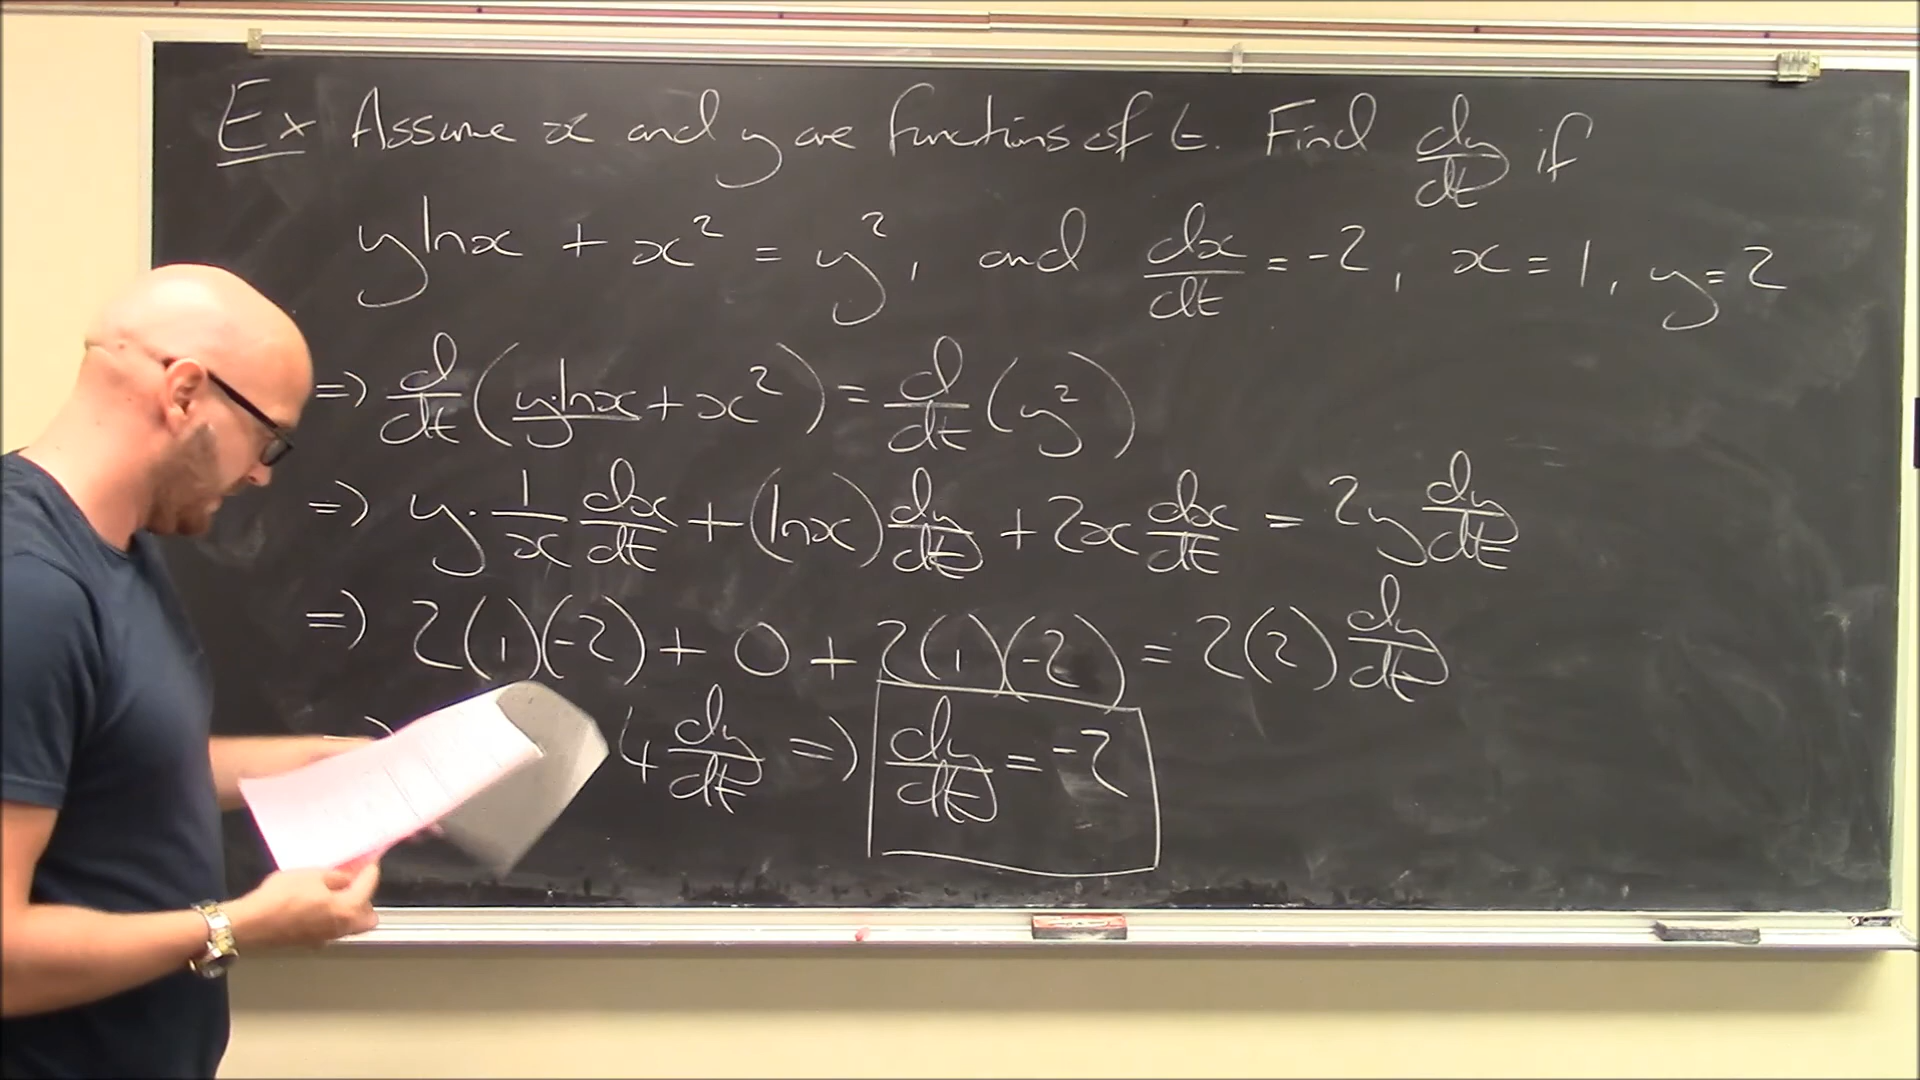 Ex Assume x and y are functions of t. Find dy/dt if
y ln x + x² = y², and dx/dt = -2, x = 1, y = 2
=> d/dt (y·ln x + x²) = d/dt (y²)
=> y · 1/x dx/dt + (ln x) dy/dt + 2x dx/dt = 2y dy/dt
=> 2(1)(-2) + 0 + 2(1)(-2) = 2(2) dy/dt
4 dy/dt => dy/dt = -2